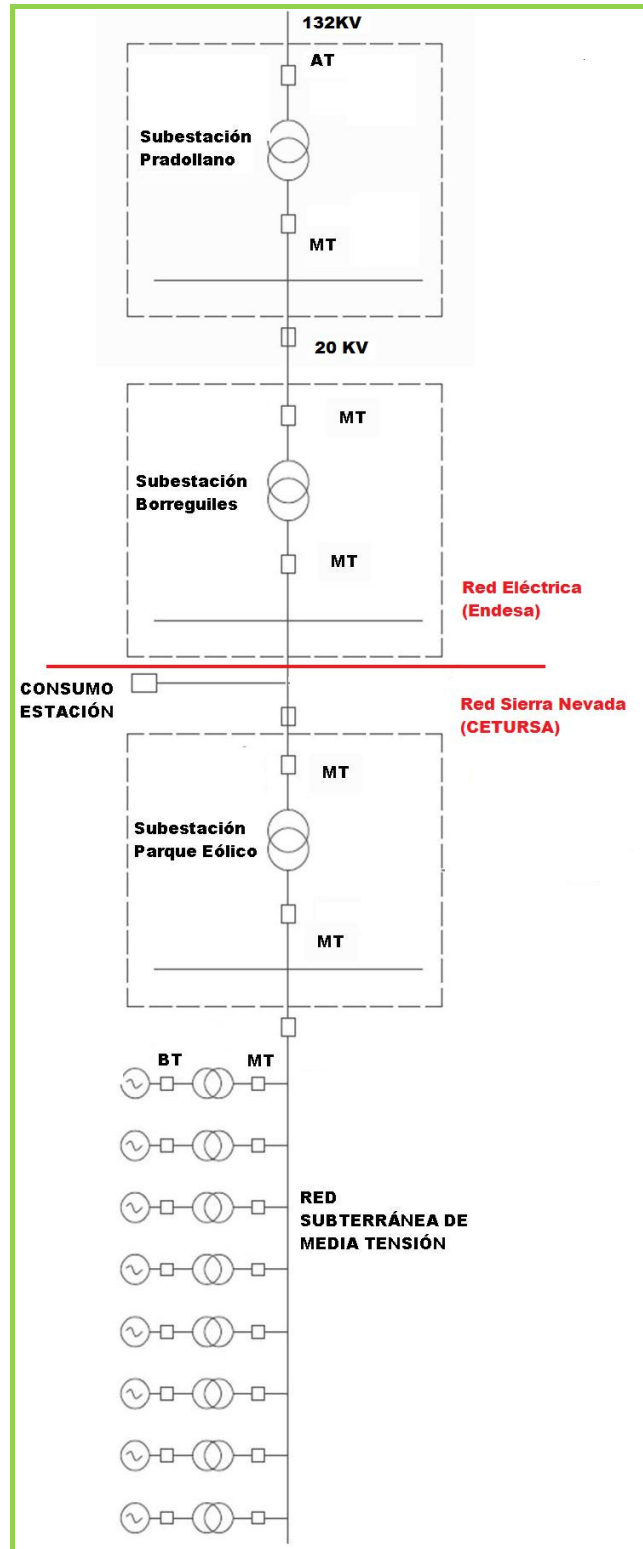 132KV
AT
Subestación
Pradollano
MT
20 KV
MT
Subestación
Borreguiles
MT
Red Eléctrica
(Endesa)
CONSUMO
ESTACIÓN
Red Sierra Nevada
(CETURSA)
MT
Subestación
Parque Eólico
MT
BT MT
RED
SUBTERRÁNEA DE
MEDIA TENSIÓN